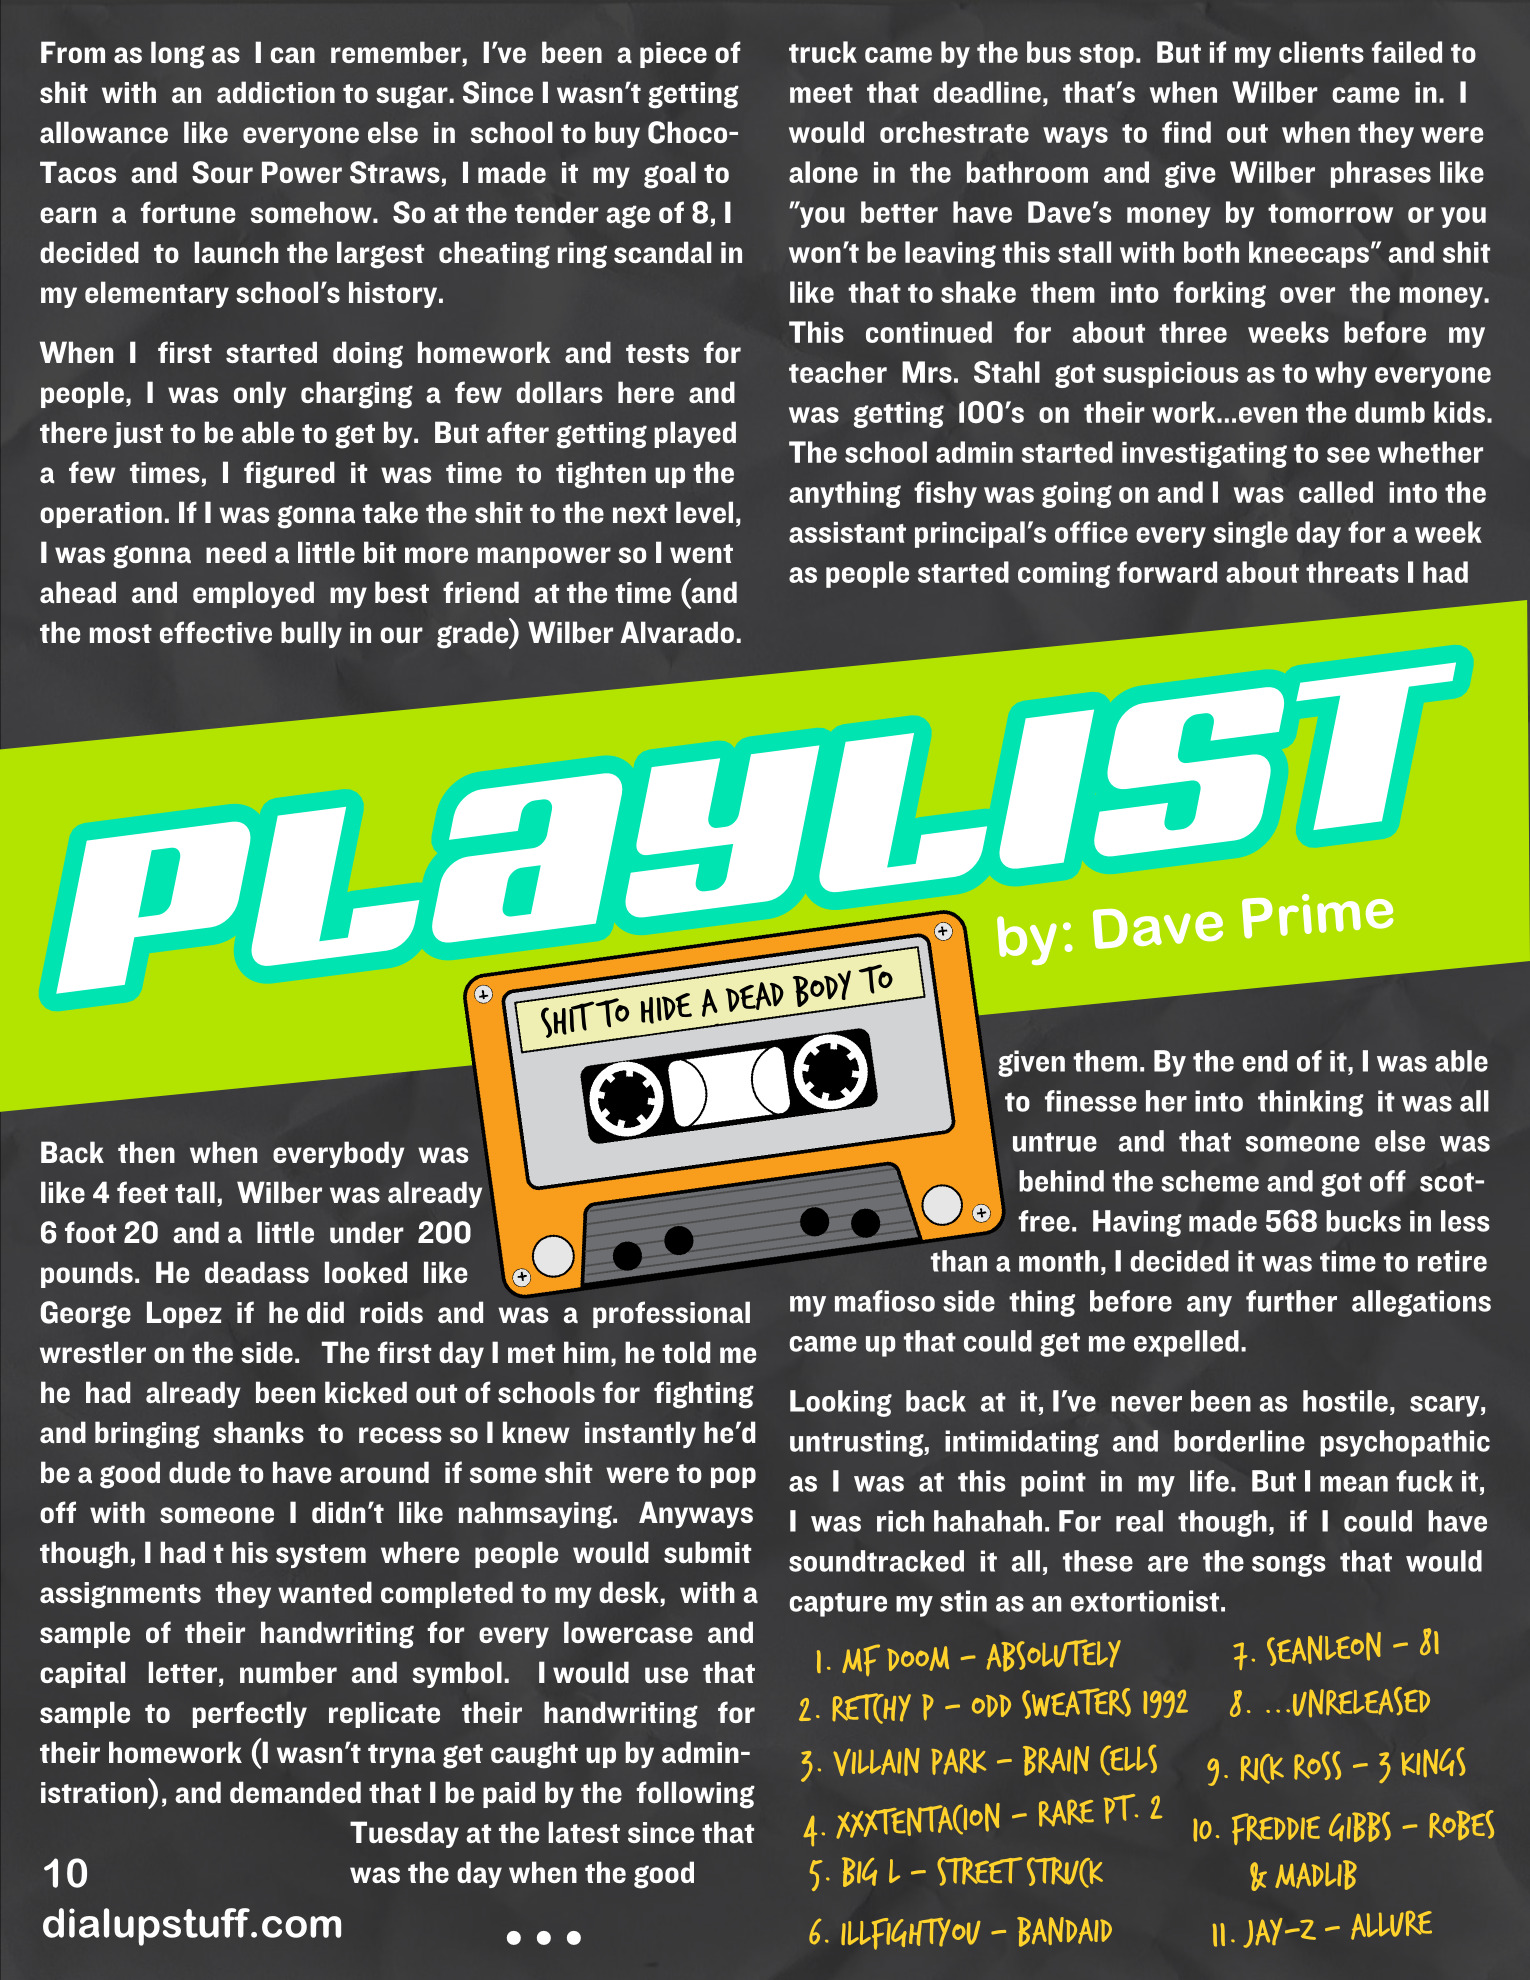 From as long as I can remember, I've been a piece of
shit with an addiction to sugar. Since I wasn't getting
allowance like everyone else in school to buy Choco-
Tacos and Sour Power Straws, I made it my goal to
earn a fortune somehow. So at the tender age of 8, I
decided to launch the largest cheating ring scandal in
my elementary school's history.
When I first started doing homework and tests for
people, I was only charging a few dollars here and
there just to be able to get by. But after getting played
a few times, I figured it was time to tighten up the
operation. If I was gonna take the shit to the next level,
I was gonna need a little bit more manpower so I went
ahead and employed my best friend at the time (and
the most effective bully in our grade) Wilber Alvarado.
PLaYLIST
by: Dave Prime
SHIT TO HIDE A DEAD BODY TO
Back then when everybody was
like 4 feet tall, Wilber was already
6 foot 20 and a little under 200
pounds. He deadass looked like
George Lopez if he did roids and was a professional
wrestler on the side. The first day I met him, he told me
he had already been kicked out of schools for fighting
and bringing shanks to recess so I knew instantly he'd
be a good dude to have around if some shit were to pop
off with someone I didn't like nahmsaying. Anyways
though, I had t his system where people would submit
assignments they wanted completed to my desk, with a
sample of their handwriting for every lowercase and
capital letter, number and symbol. I would use that
sample to perfectly replicate their handwriting for
their homework (I wasn't tryna get caught up by admin-
istration), and demanded that I be paid by the following
Tuesday at the latest since that
was the day when the good
truck came by the bus stop. But if my clients failed to
meet that deadline, that's when Wilber came in. I
would orchestrate ways to find out when they were
alone in the bathroom and give Wilber phrases like
"you better have Dave's money by tomorrow or you
won't be leaving this stall with both kneecaps" and shit
like that to shake them into forking over the money.
This continued for about three weeks before my
teacher Mrs. Stahl got suspicious as to why everyone
was getting 100's on their work...even the dumb kids.
The school admin started investigating to see whether
anything fishy was going on and I was called into the
assistant principal's office every single day for a week
as people started coming forward about threats I had
given them. By the end of it, I was able
to finesse her into thinking it was all
untrue and that someone else was
behind the scheme and got off scot-
free. Having made 568 bucks in less
than a month, I decided it was time to retire
my mafioso side thing before any further allegations
came up that could get me expelled.
Looking back at it, I've never been as hostile, scary,
untrusting, intimidating and borderline psychopathic
as I was at this point in my life. But I mean fuck it,
I was rich hahahah. For real though, if I could have
soundtracked it all, these are the songs that would
capture my stin as an extortionist.
1. MF DOOM – ABSOLUTELY
2. RETCHY P – ODD SWEATERS 1992
3. VILLAIN PARK – BRAIN CELLS
4. XXXTENTACION – RARE PT. 2
5. BIG L – STREET STRUCK
6. ILLFIGHTYOU – BANDAID
7. SEANLEON – 81
8. ...UNRELEASED
9. RICK ROSS – 3 KINGS
10. FREDDIE GIBBS – ROBES
& MADLIB
11. JAY-Z – ALLURE
10
dialupstuff.com
• • •